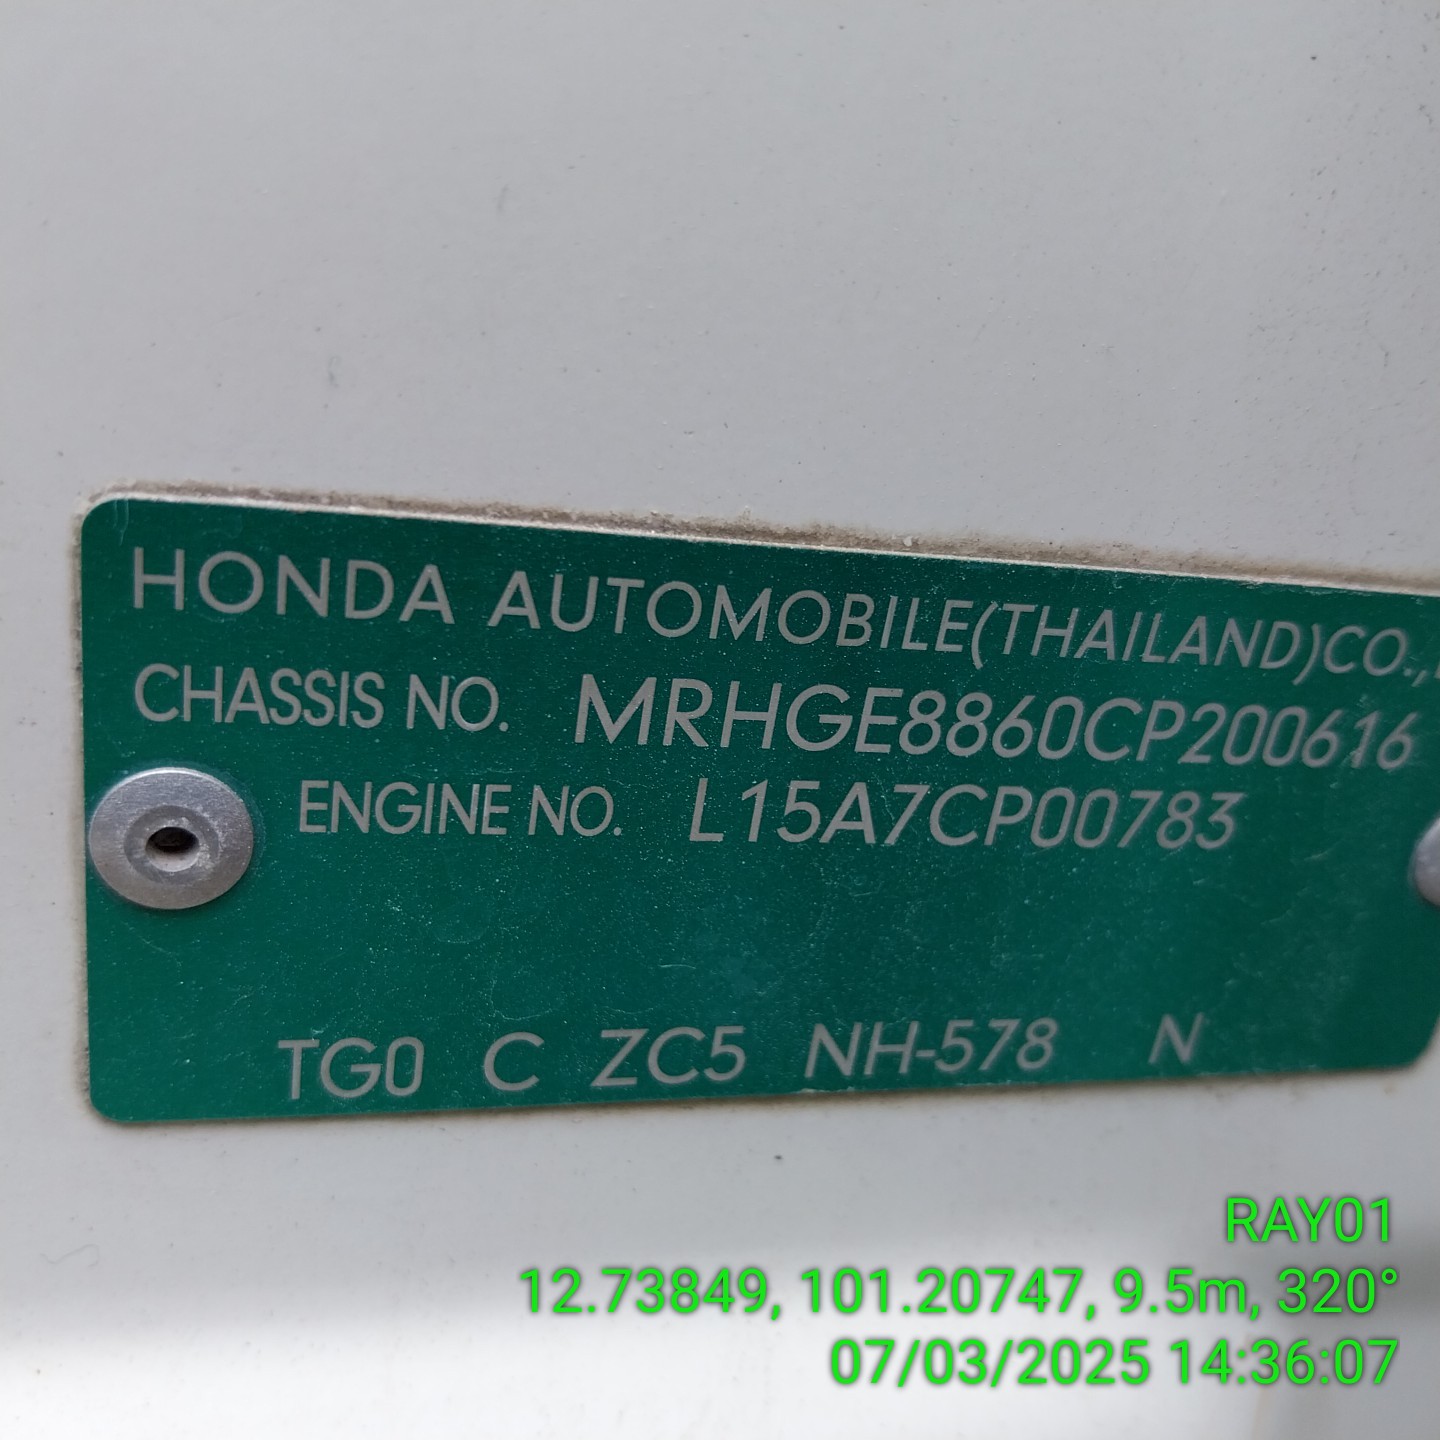 HONDA AUTOMOBILE(THAILAND)CO.,
CHASSIS NO. MRHGE8860CP200616
ENGINE NO. L15A7CP00783
TG0 C ZC5 NH-578 N
RAY01
12.73849, 101.20747, 9.5m, 320°
07/03/2025 14:36:07